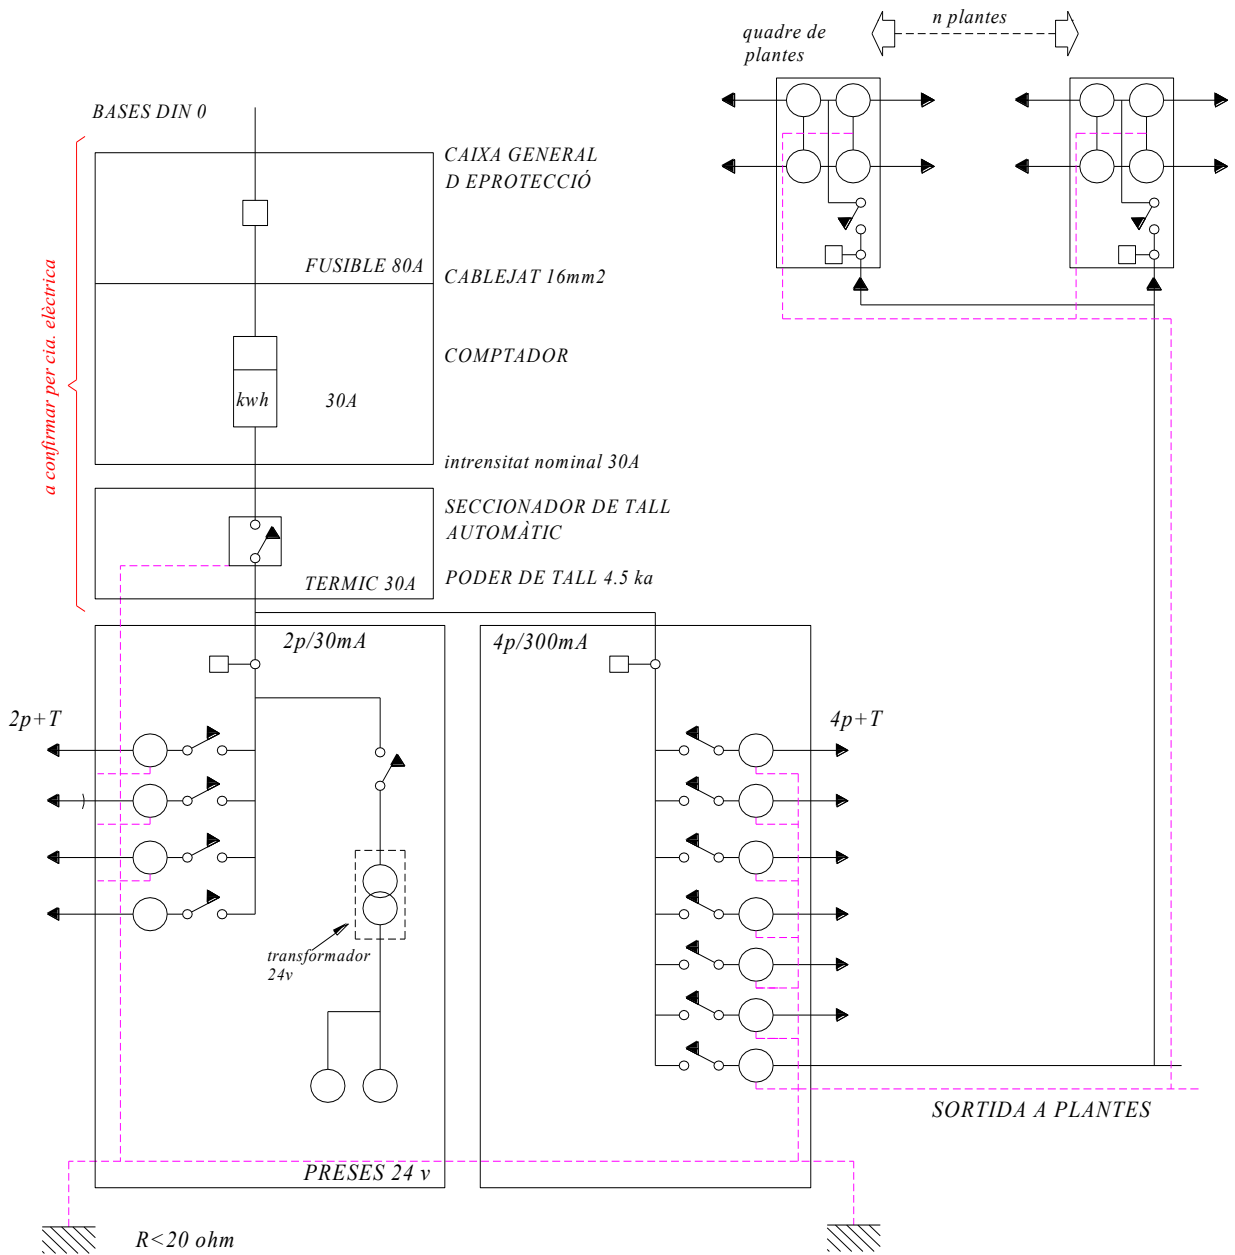 n plantes
quadre de
plantes
BASES DIN 0
CAIXA GENERAL
D EPROTECCIÓ
FUSIBLE 80A
CABLEJAT 16mm2
a confirmar per cia. elèctrica
COMPTADOR
kwh
30A
intrensitat nominal 30A
SECCIONADOR DE TALL
AUTOMÀTIC
TERMIC 30A
PODER DE TALL 4.5 ka
2p/30mA
4p/300mA
2p+T
4p+T
transformador
24v
SORTIDA A PLANTES
PRESES 24 v
R<20 ohm